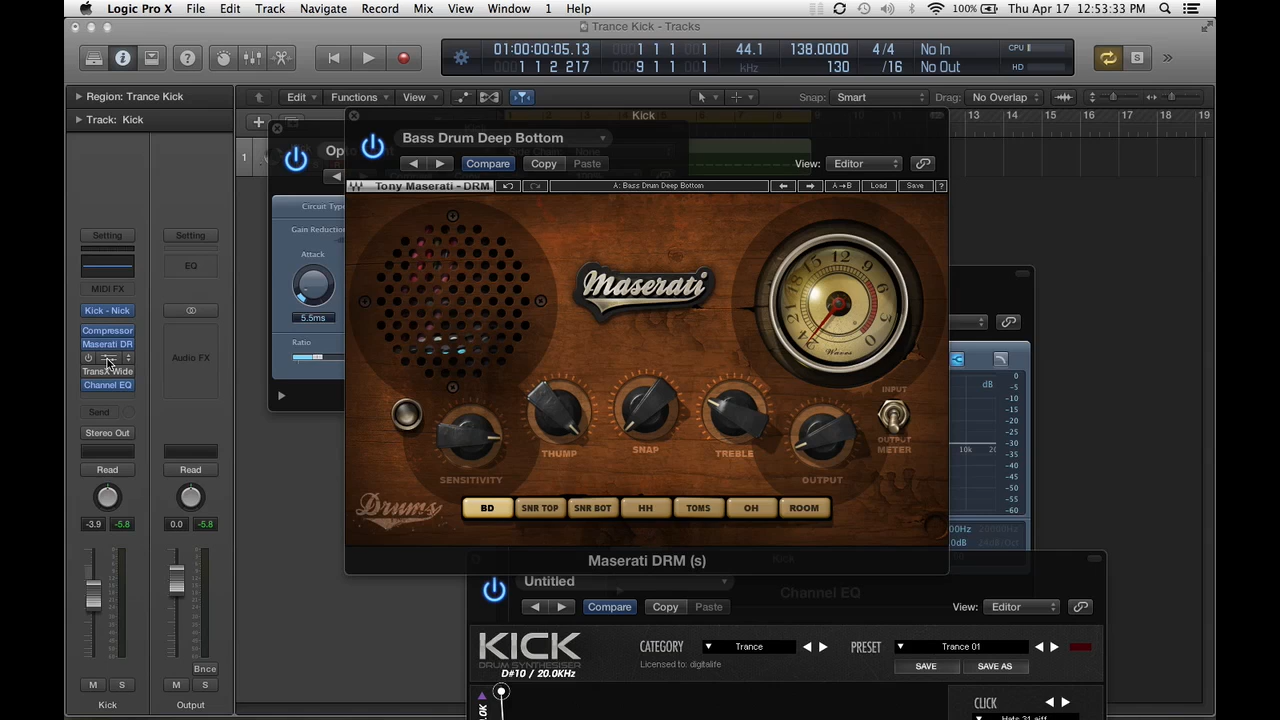 Logic Pro X File Edit Track Navigate Record Mix View Window 1 Help 100% Thu Apr 17 12:53:33 PM
Trance Kick - Tracks
01:00:00:05.13 1 1 1 44.1 138.0000 4/4 No In CPU
1 1 2 217 9 1 1 kHz 130 /16 No Out HD
S
Region: Trance Kick Edit Functions View Snap: Smart Drag: No Overlap
Track: Kick Kick 13 14 15 16 17 18 19
Bass Drum Deep Bottom
Compare Copy Paste View: Editor
1
Tony Maserati - DRM A: Bass Drum Deep Bottom A→B Load Save ?
Circuit Type
Gain Reduction
Attack
5.5ms
Ratio
Setting Setting
EQ
MIDI FX
Kick - Nick
Compressor
Maserati DR
Audio FX
TransX Wide
Channel EQ
Send
Stereo Out
Read Read
-3.9 -5.8 0.0 -5.8
Bnce
M S M S
Kick Output
Maserati
Waves
INPUT
OUTPUT
METER
THUMP SNAP TREBLE
SENSITIVITY OUTPUT
Drums
BD SNR TOP SNR BOT HH TOMS OH ROOM
Maserati DRM (s)
dB
0
-5
-10
-15
-20
-25
-30
-35
-40
-45
-50
-55
-60
10k 20k
Untitled Channel EQ
Compare Copy Paste View: Editor
KICK
DRUM SYNTHESISER
D#10 / 20.0KHz
CATEGORY Trance PRESET Trance 01
Licensed to: digitalife SAVE SAVE AS
CLICK
Hats 31.aiff